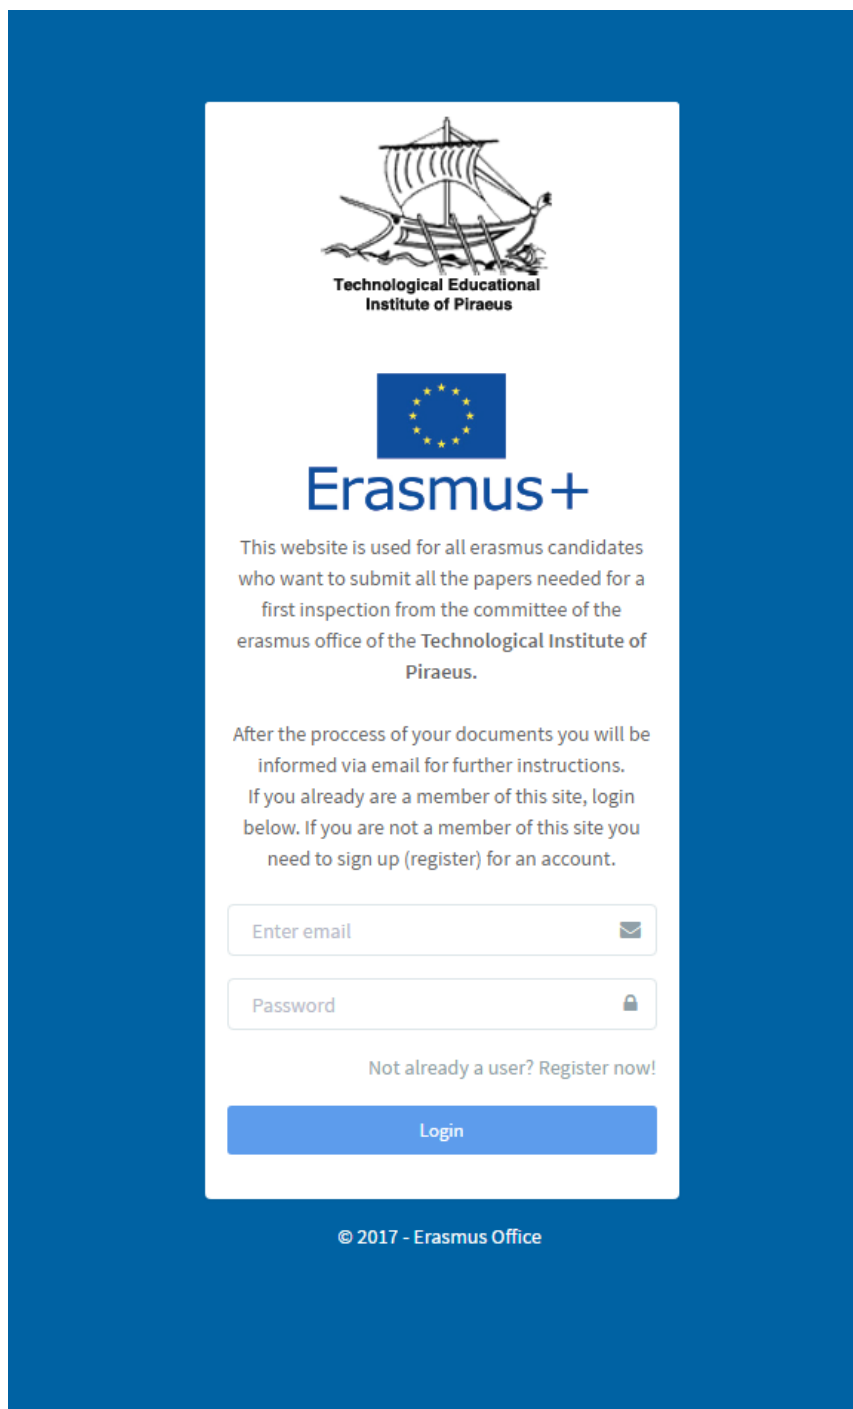 Technological Educational
Institute of Piraeus
Erasmus+
This website is used for all erasmus candidates
who want to submit all the papers needed for a
first inspection from the committee of the
erasmus office of the Technological Institute of
Piraeus.
After the proccess of your documents you will be
informed via email for further instructions.
If you already are a member of this site, login
below. If you are not a member of this site you
need to sign up (register) for an account.
Enter email
Password
Not already a user? Register now!
Login
© 2017 - Erasmus Office